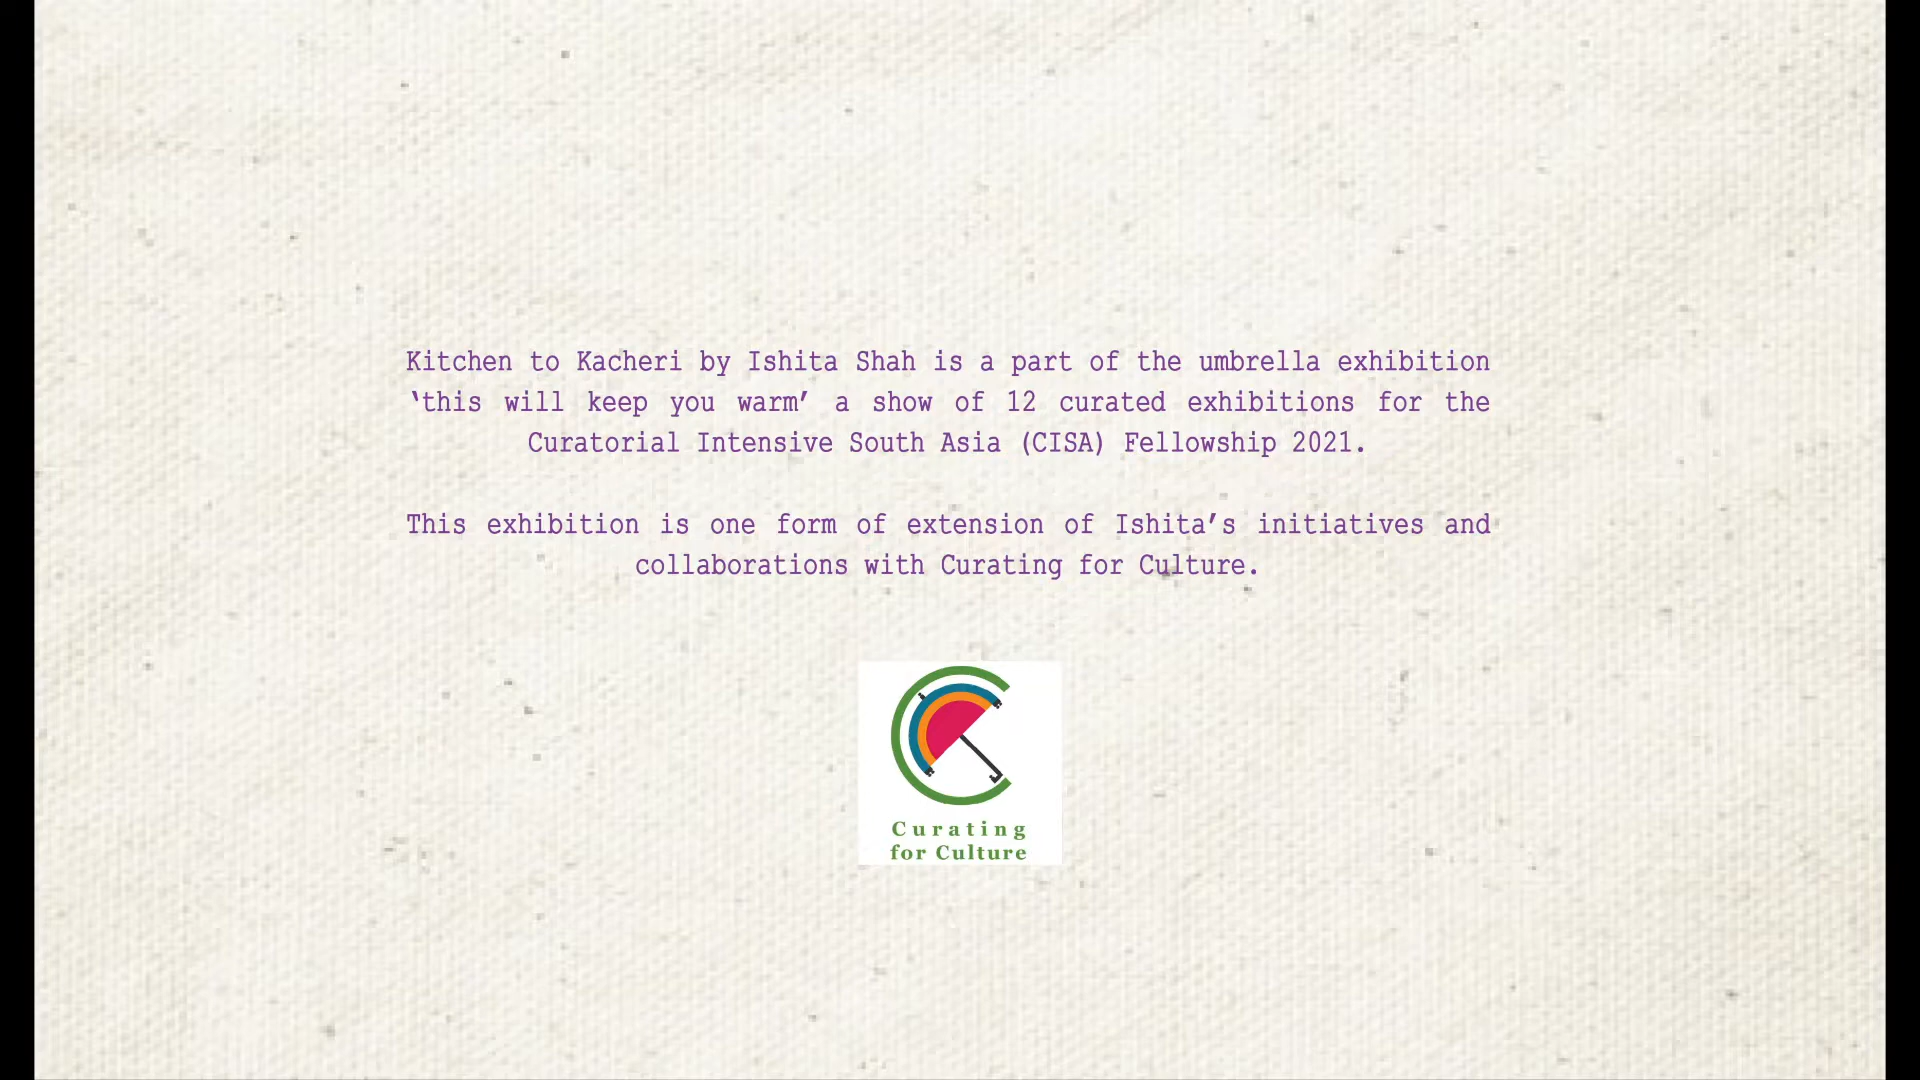 Kitchen to Kacheri by Ishita Shah is a part of the umbrella exhibition
‘this will keep you warm’ a show of 12 curated exhibitions for the
Curatorial Intensive South Asia (CISA) Fellowship 2021.
This exhibition is one form of extension of Ishita’s initiatives and
collaborations with Curating for Culture.
Curating
for Culture